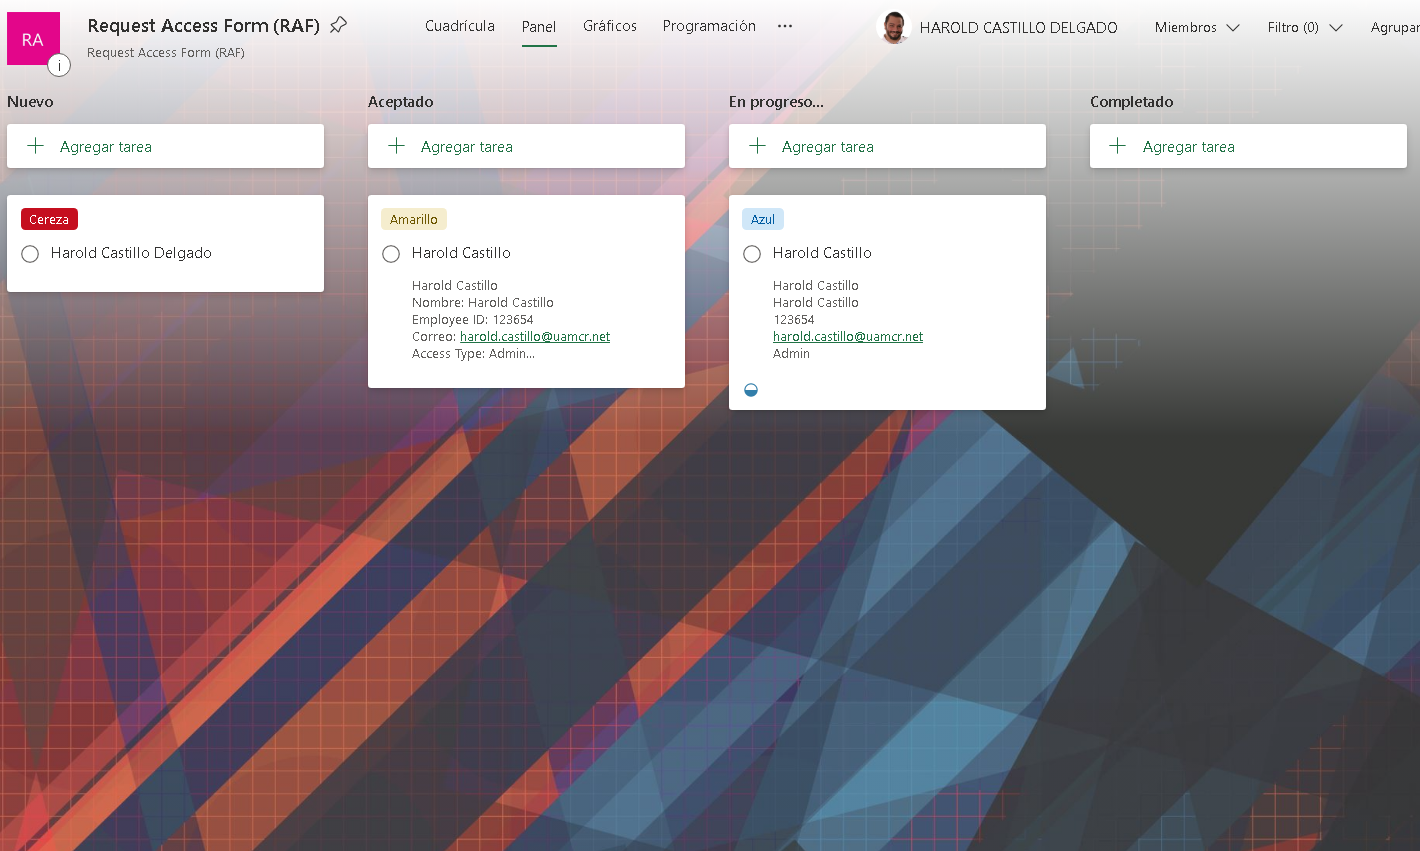 RA
i
Request Access Form (RAF)
Request Access Form (RAF)
Cuadrícula Panel Gráficos Programación ...
HAROLD CASTILLO DELGADO Miembros Filtro (0) Agrupar
Nuevo
Agregar tarea
Cereza
Harold Castillo Delgado
Aceptado
Agregar tarea
Amarillo
Harold Castillo
Harold Castillo
Nombre: Harold Castillo
Employee ID: 123654
Correo: harold.castillo@uamcr.net
Access Type: Admin...
En progreso...
Agregar tarea
Azul
Harold Castillo
Harold Castillo
Harold Castillo
123654
harold.castillo@uamcr.net
Admin
Completado
Agregar tarea